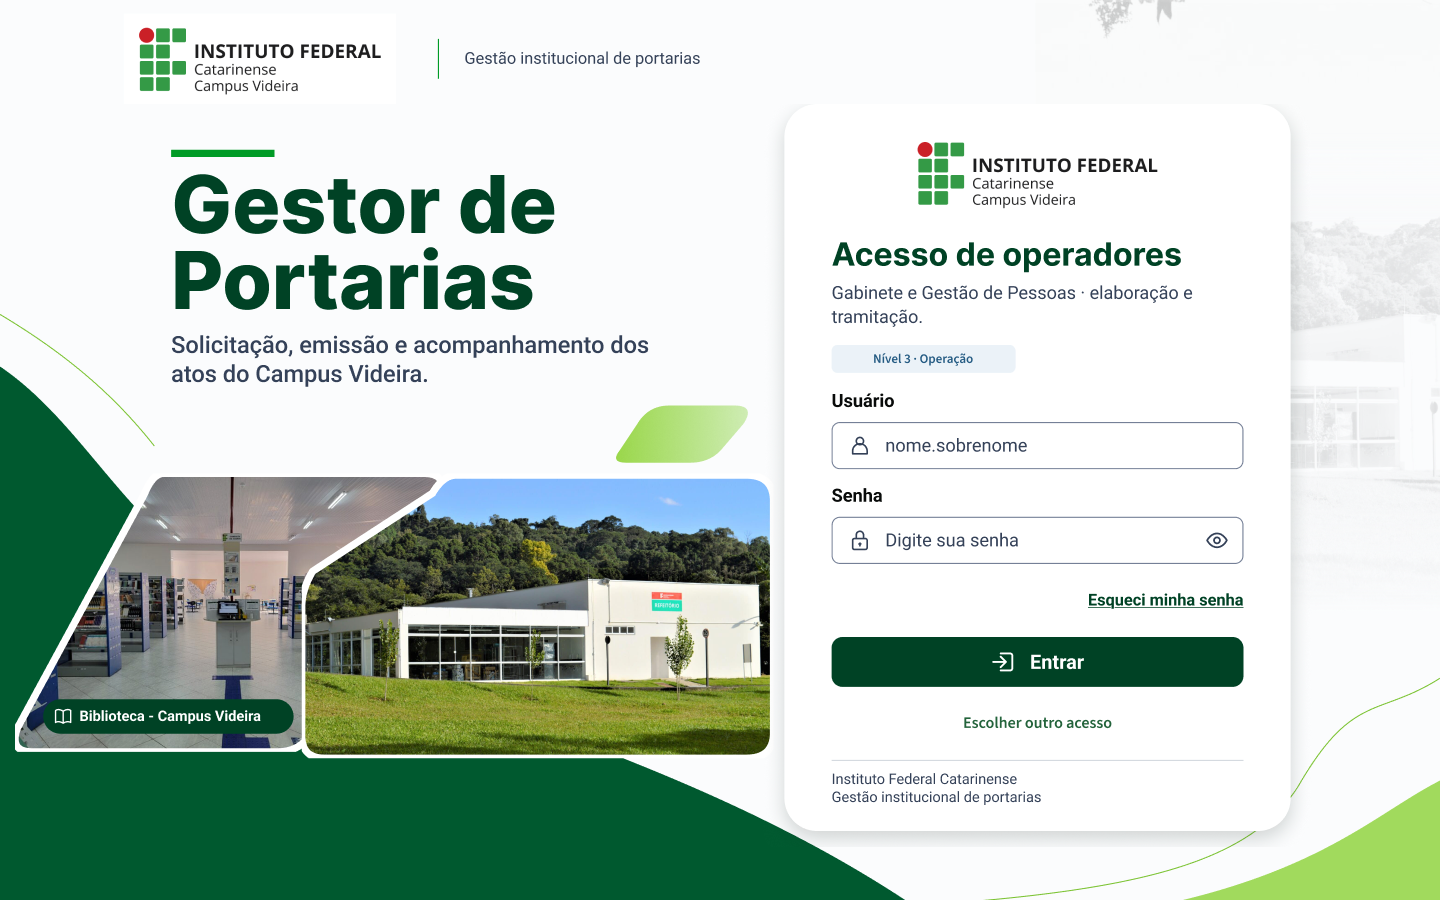 INSTITUTO FEDERAL
Catarinense
Campus Videira
Gestão institucional de portarias
Gestor de
Portarias
Solicitação, emissão e acompanhamento dos
atos do Campus Videira.
REFEITÓRIO
Biblioteca - Campus Videira
INSTITUTO FEDERAL
Catarinense
Campus Videira
Acesso de operadores
Gabinete e Gestão de Pessoas · elaboração e
tramitação.
Nível 3 · Operação
Usuário
nome.sobrenome
Senha
Digite sua senha
Esqueci minha senha
Entrar
Escolher outro acesso
Instituto Federal Catarinense
Gestão institucional de portarias